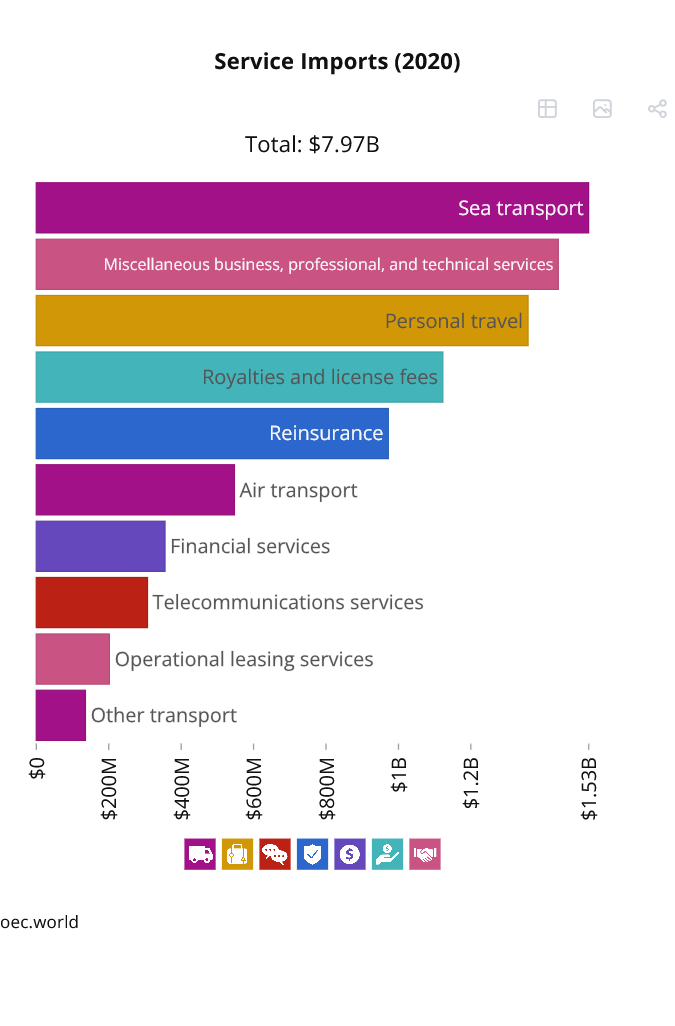 Service Imports (2020)
Total: $7.97B
Sea transport
Miscellaneous business, professional, and technical services
Personal travel
Royalties and license fees
Reinsurance
Air transport
Financial services
Telecommunications services
Operational leasing services
Other transport
$0
$200M
$400M
$600M
$800M
$1B
$1.2B
$1.53B
oec.world